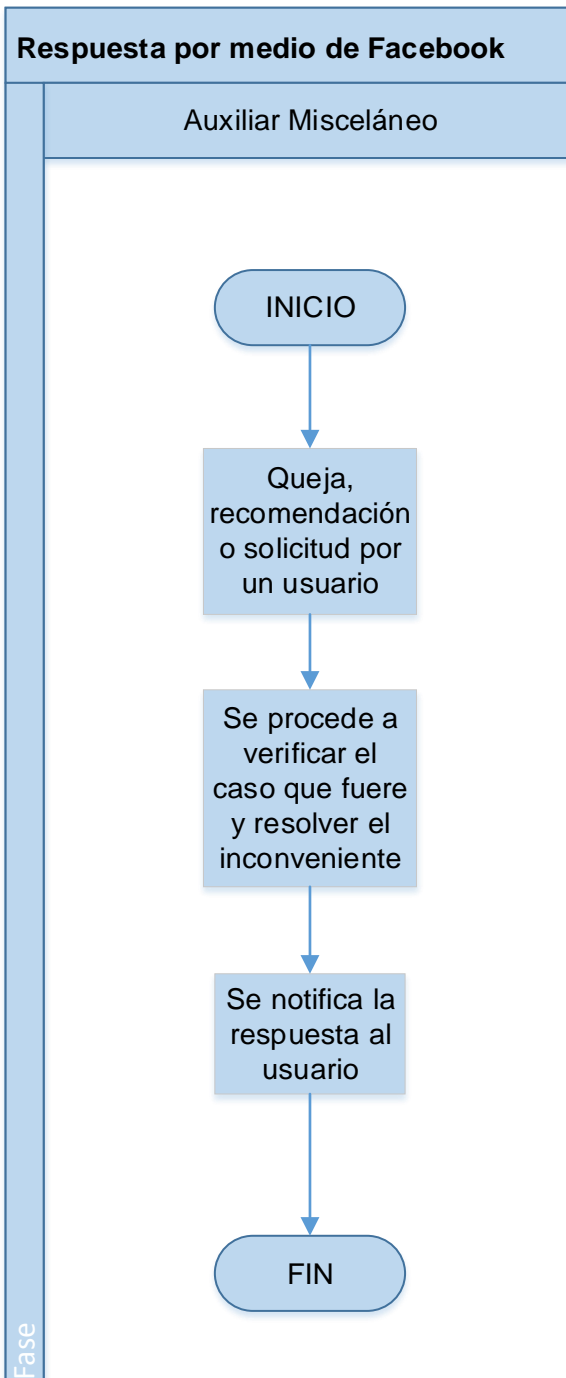 Respuesta por medio de Facebook
Auxiliar Misceláneo
INICIO
Queja,
recomendación
o solicitud por
un usuario
Se procede a
verificar el
caso que fuere
y resolver el
inconveniente
Se notifica la
respuesta al
usuario
FIN
Fase